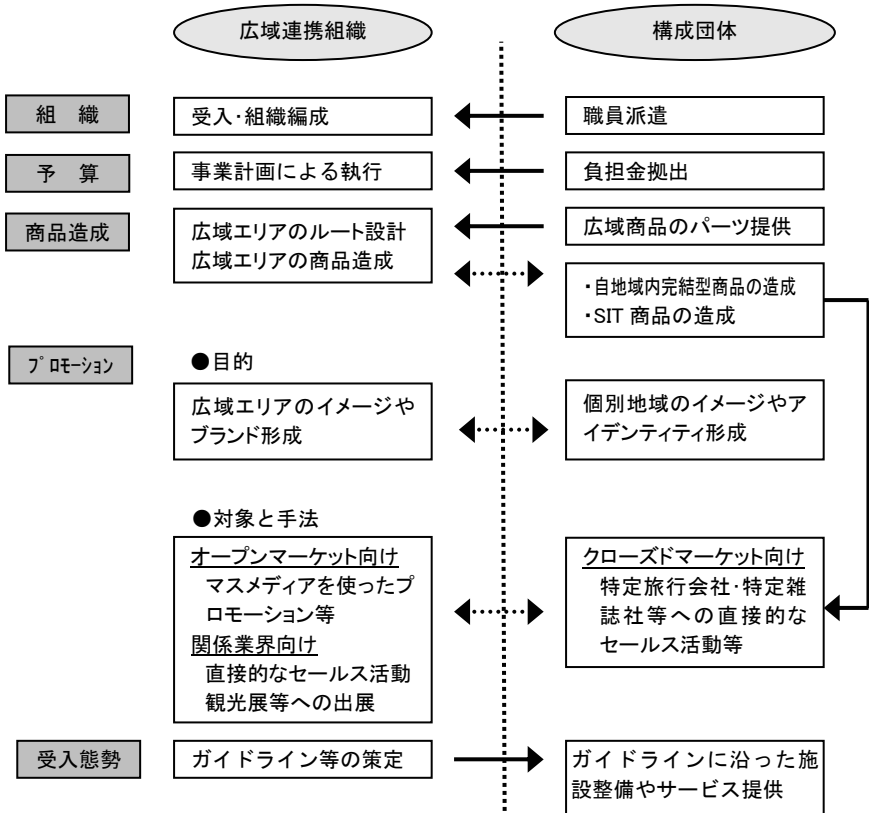 広域連携組織
構成団体
組 織
受入・組織編成
職員派遣
予 算
事業計画による執行
負担金拠出
商品造成
広域エリアのルート設計
広域エリアの商品造成
広域商品のパーツ提供
・自地域内完結型商品の造成
・SIT 商品の造成
ﾌﾟﾛﾓｰｼｮﾝ
●目的
広域エリアのイメージや
ブランド形成
個別地域のイメージやア
イデンティティ形成
●対象と手法
オープンマーケット向け
マスメディアを使ったプ
ロモーション等
関係業界向け
直接的なセールス活動
観光展等への出展
クローズドマーケット向け
特定旅行会社・特定雑
誌社等への直接的な
セールス活動等
受入態勢
ガイドライン等の策定
ガイドラインに沿った施
設整備やサービス提供